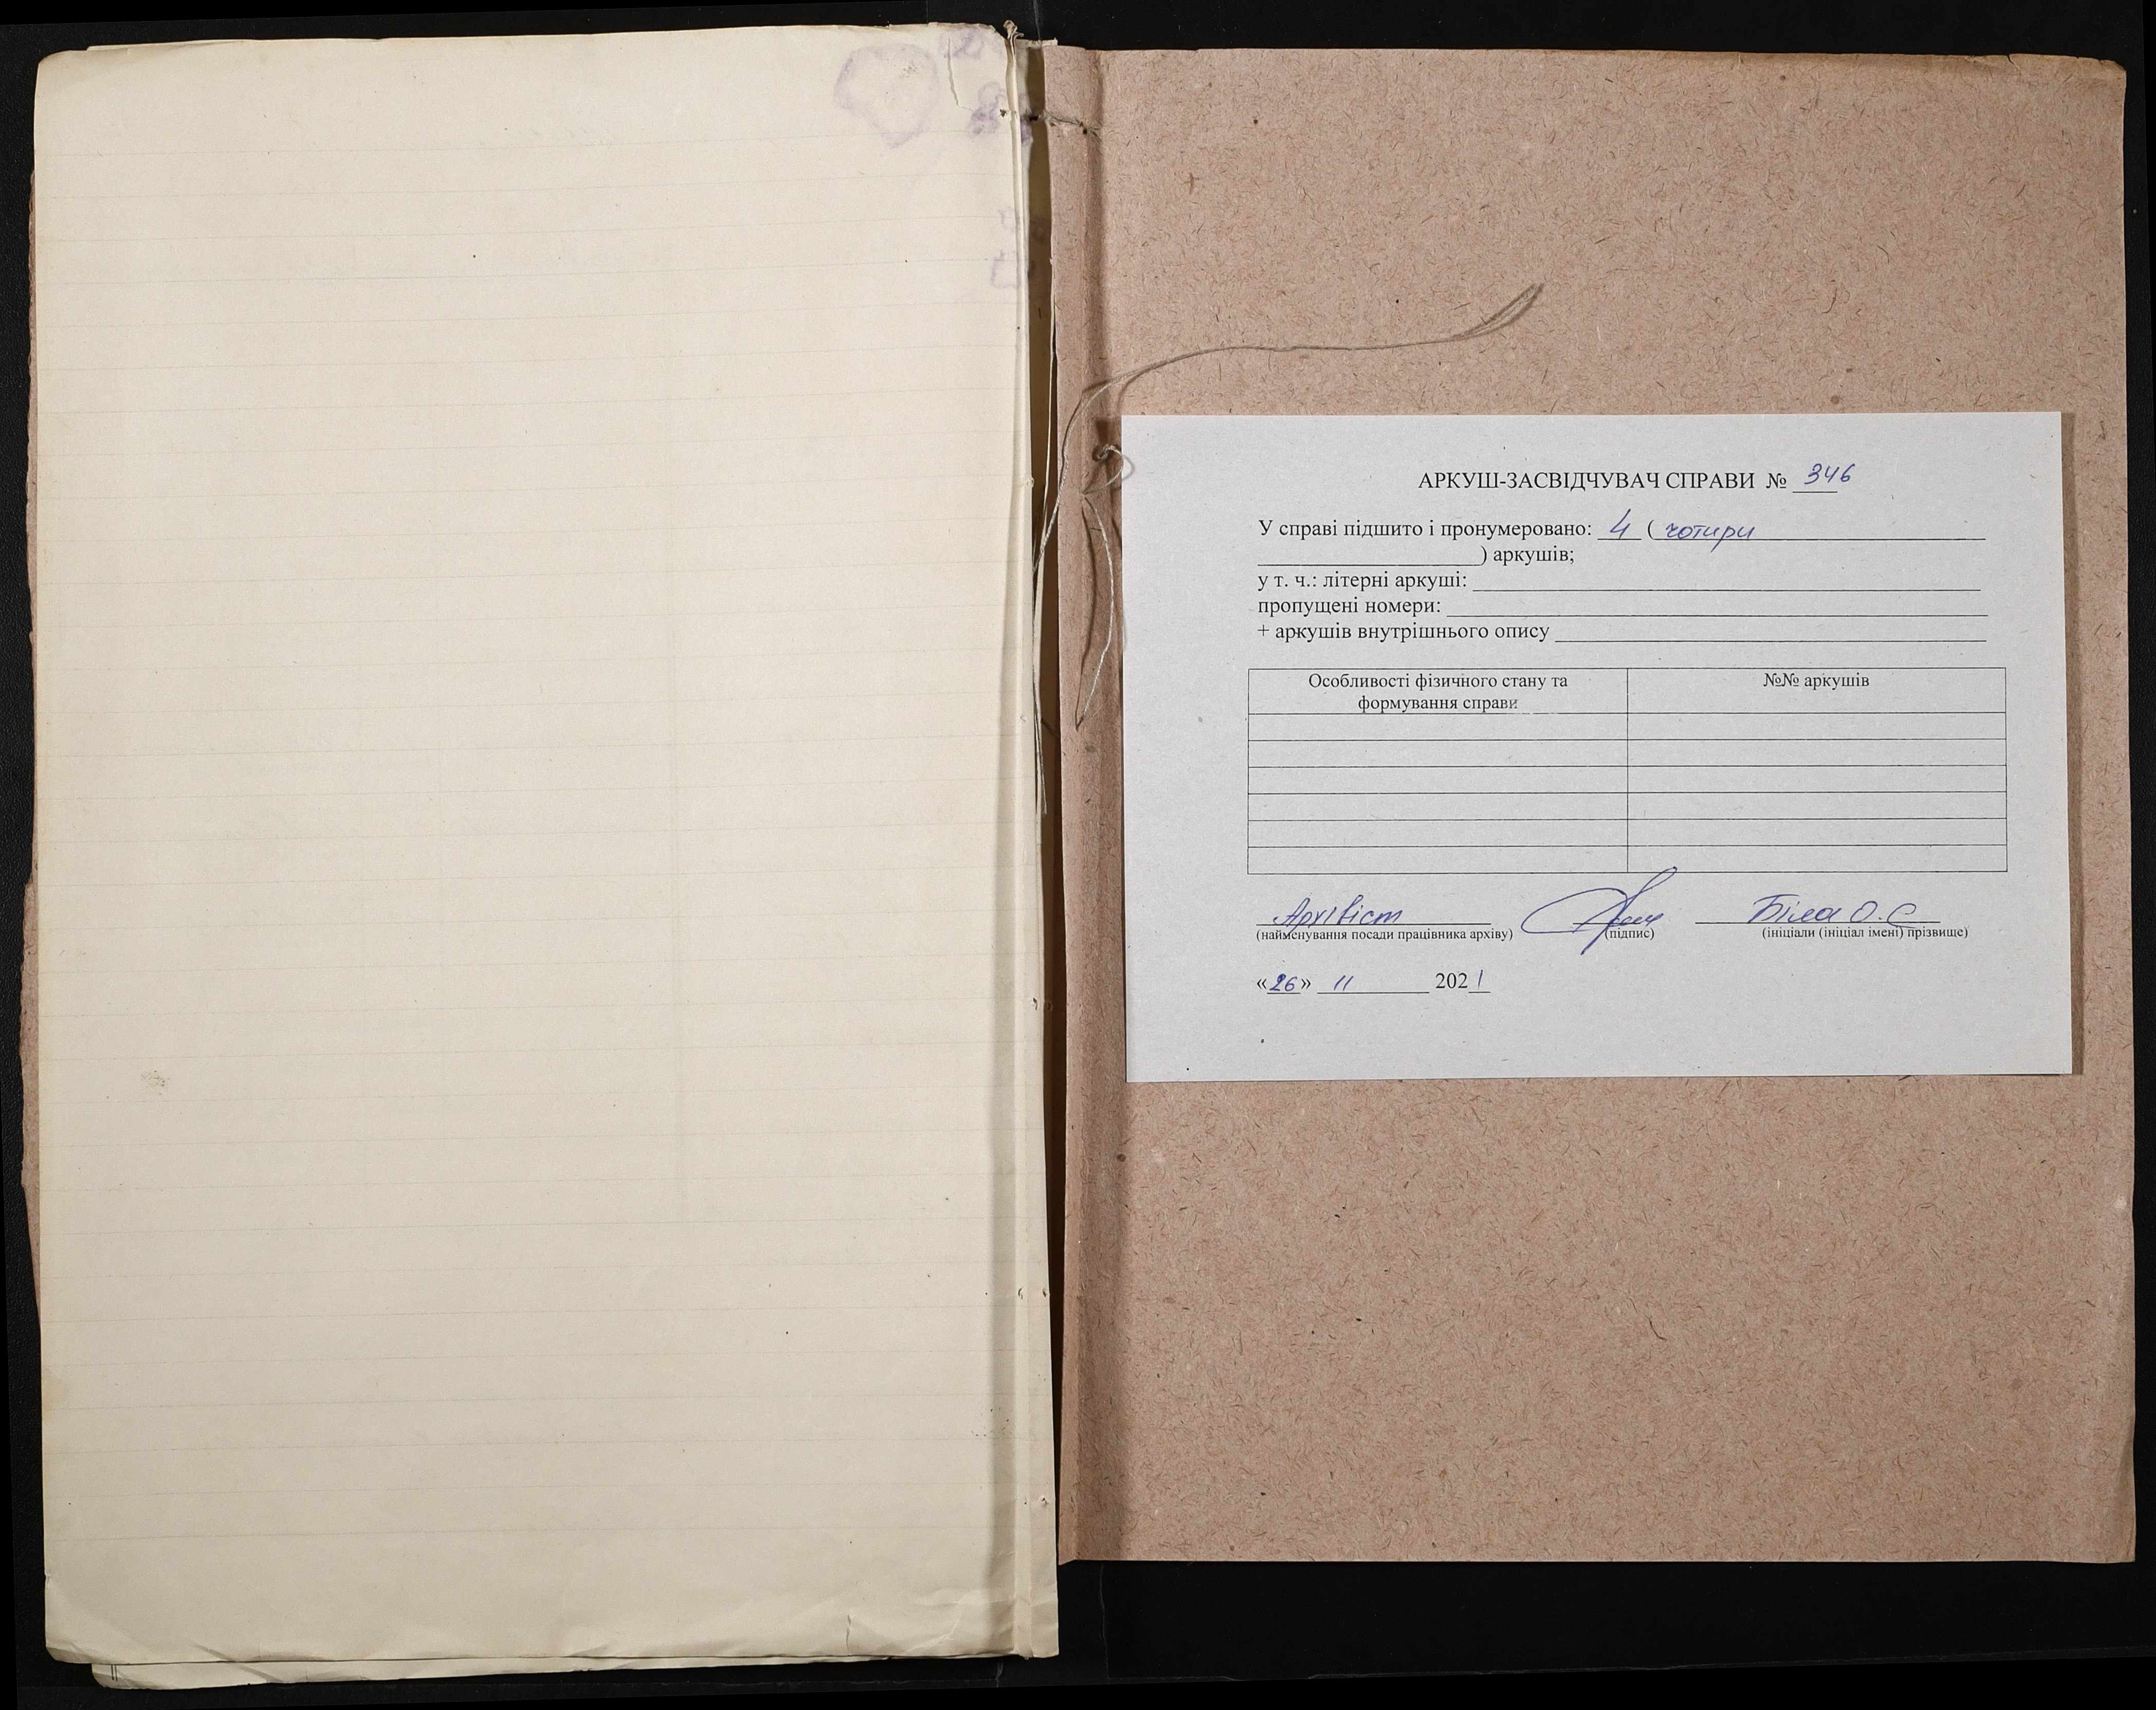 АРКУШ-ЗАСВІДЧУВАЧ СПРАВИ № 346
У справі підшито і пронумеровано: 4 ( чотири
) аркушів;
у т. ч.: літерні аркуші:
пропущені номери:
+ аркушів внутрішнього опису
Особливості фізичного стану та формування справи
№№ аркушів
Архівіст Біла О.С
(найменування посади працівника архіву) (підпис) (ініціали (ініціал імені) прізвище)
«26» 11 2021